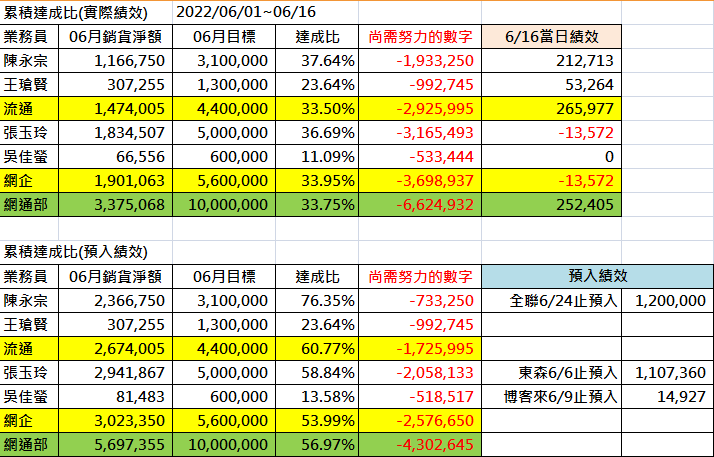 累積達成比(實際績效) 2022/06/01~06/16
業務員 06月銷貨淨額 06月目標 達成比 尚需努力的數字 6/16當日績效
陳永宗 1,166,750 3,100,000 37.64% -1,933,250 212,713
王瑲賢 307,255 1,300,000 23.64% -992,745 53,264
流通 1,474,005 4,400,000 33.50% -2,925,995 265,977
張玉玲 1,834,507 5,000,000 36.69% -3,165,493 -13,572
吳佳螢 66,556 600,000 11.09% -533,444 0
網企 1,901,063 5,600,000 33.95% -3,698,937 -13,572
網通部 3,375,068 10,000,000 33.75% -6,624,932 252,405
累積達成比(預入績效)
業務員 06月銷貨淨額 06月目標 達成比 尚需努力的數字 預入績效
陳永宗 2,366,750 3,100,000 76.35% -733,250 全聯6/24止預入 1,200,000
王瑲賢 307,255 1,300,000 23.64% -992,745
流通 2,674,005 4,400,000 60.77% -1,725,995
張玉玲 2,941,867 5,000,000 58.84% -2,058,133 東森6/6止預入 1,107,360
吳佳螢 81,483 600,000 13.58% -518,517 博客來6/9止預入 14,927
網企 3,023,350 5,600,000 53.99% -2,576,650
網通部 5,697,355 10,000,000 56.97% -4,302,645